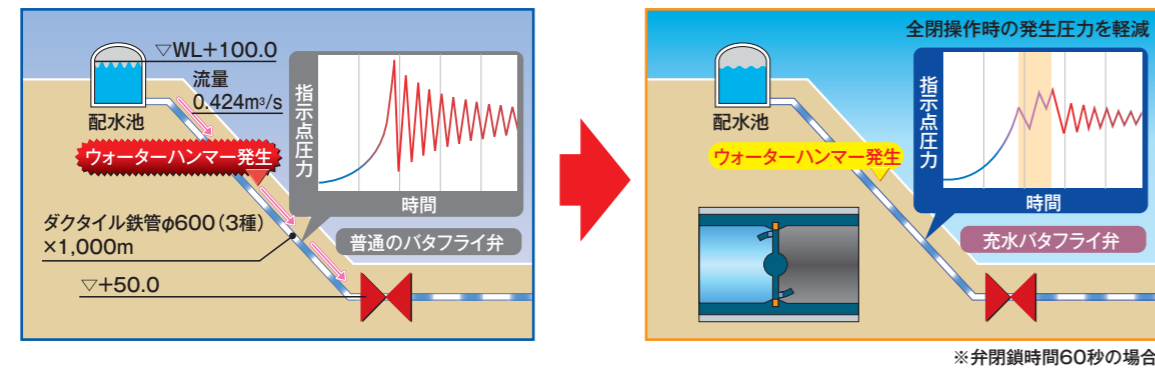 ▽WL+100.0
流量
0.424m³/s
配水池
ウォーターハンマー発生
ダクタイル鉄管φ600(3種)
×1,000m
▽+50.0
指示点圧力
時間
普通のバタフライ弁
全閉操作時の発生圧力を軽減
配水池
ウォーターハンマー発生
指示点圧力
時間
充水バタフライ弁
※弁閉鎖時間60秒の場合